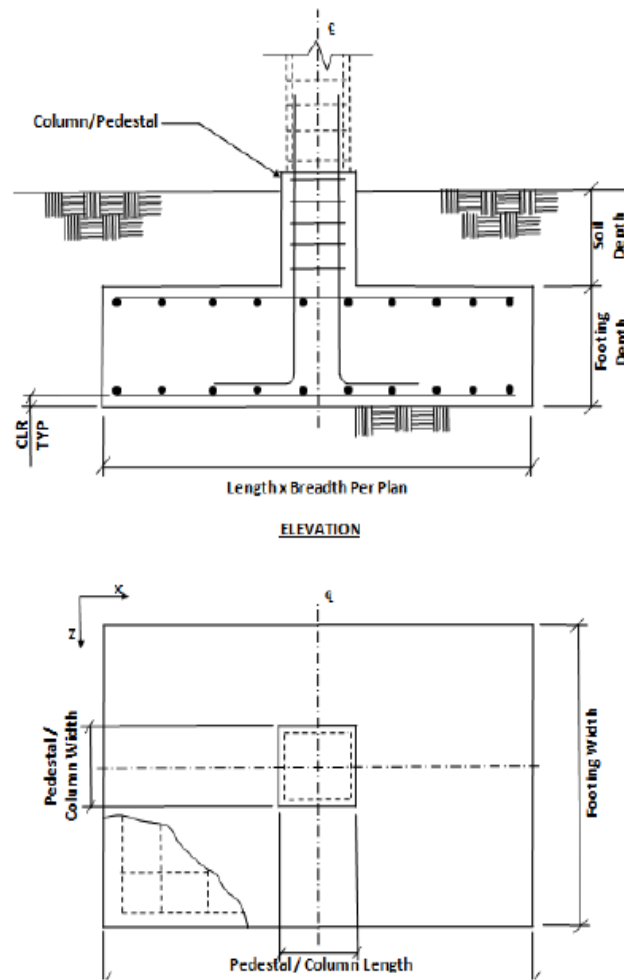 ℄
Column/Pedestal
Soil
Depth
Footing
Depth
CLR
TYP
Length x Breadth Per Plan
ELEVATION
X
Z
℄
Pedestal /
Column Width
Footing Width
Pedestal / Column Length